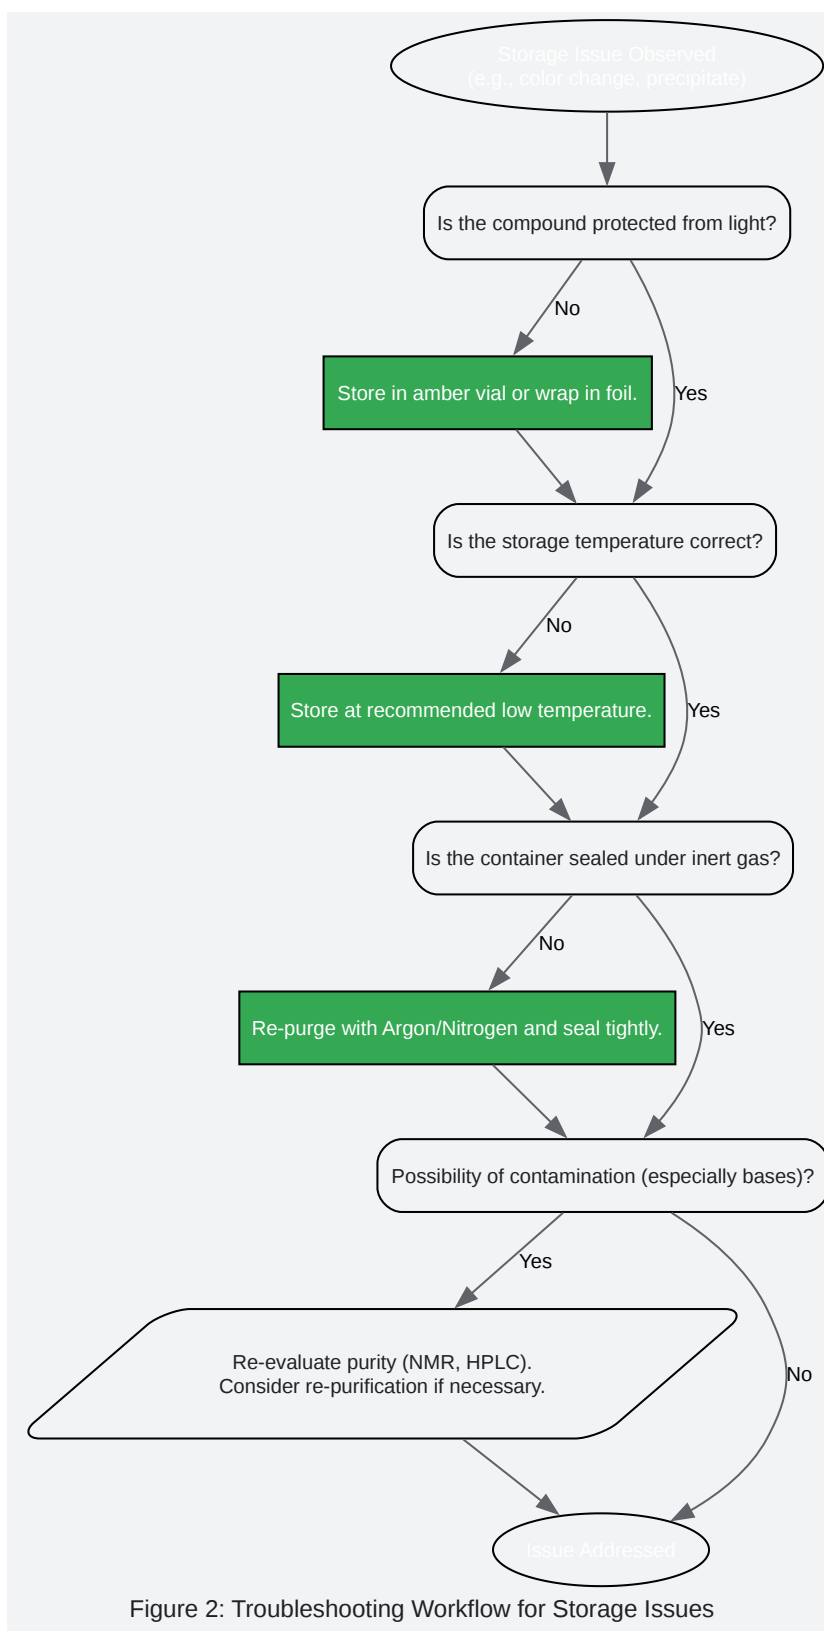 Storage Issue Observed
(e.g., color change, precipitate)
Is the compound protected from light?
No
Store in amber vial or wrap in foil.
Yes
Is the storage temperature correct?
No
Store at recommended low temperature.
Yes
Is the container sealed under inert gas?
No
Re-purge with Argon/Nitrogen and seal tightly.
Yes
Possibility of contamination (especially bases)?
Yes
Re-evaluate purity (NMR, HPLC).
Consider re-purification if necessary.
No
Issue Addressed
Figure 2: Troubleshooting Workflow for Storage Issues